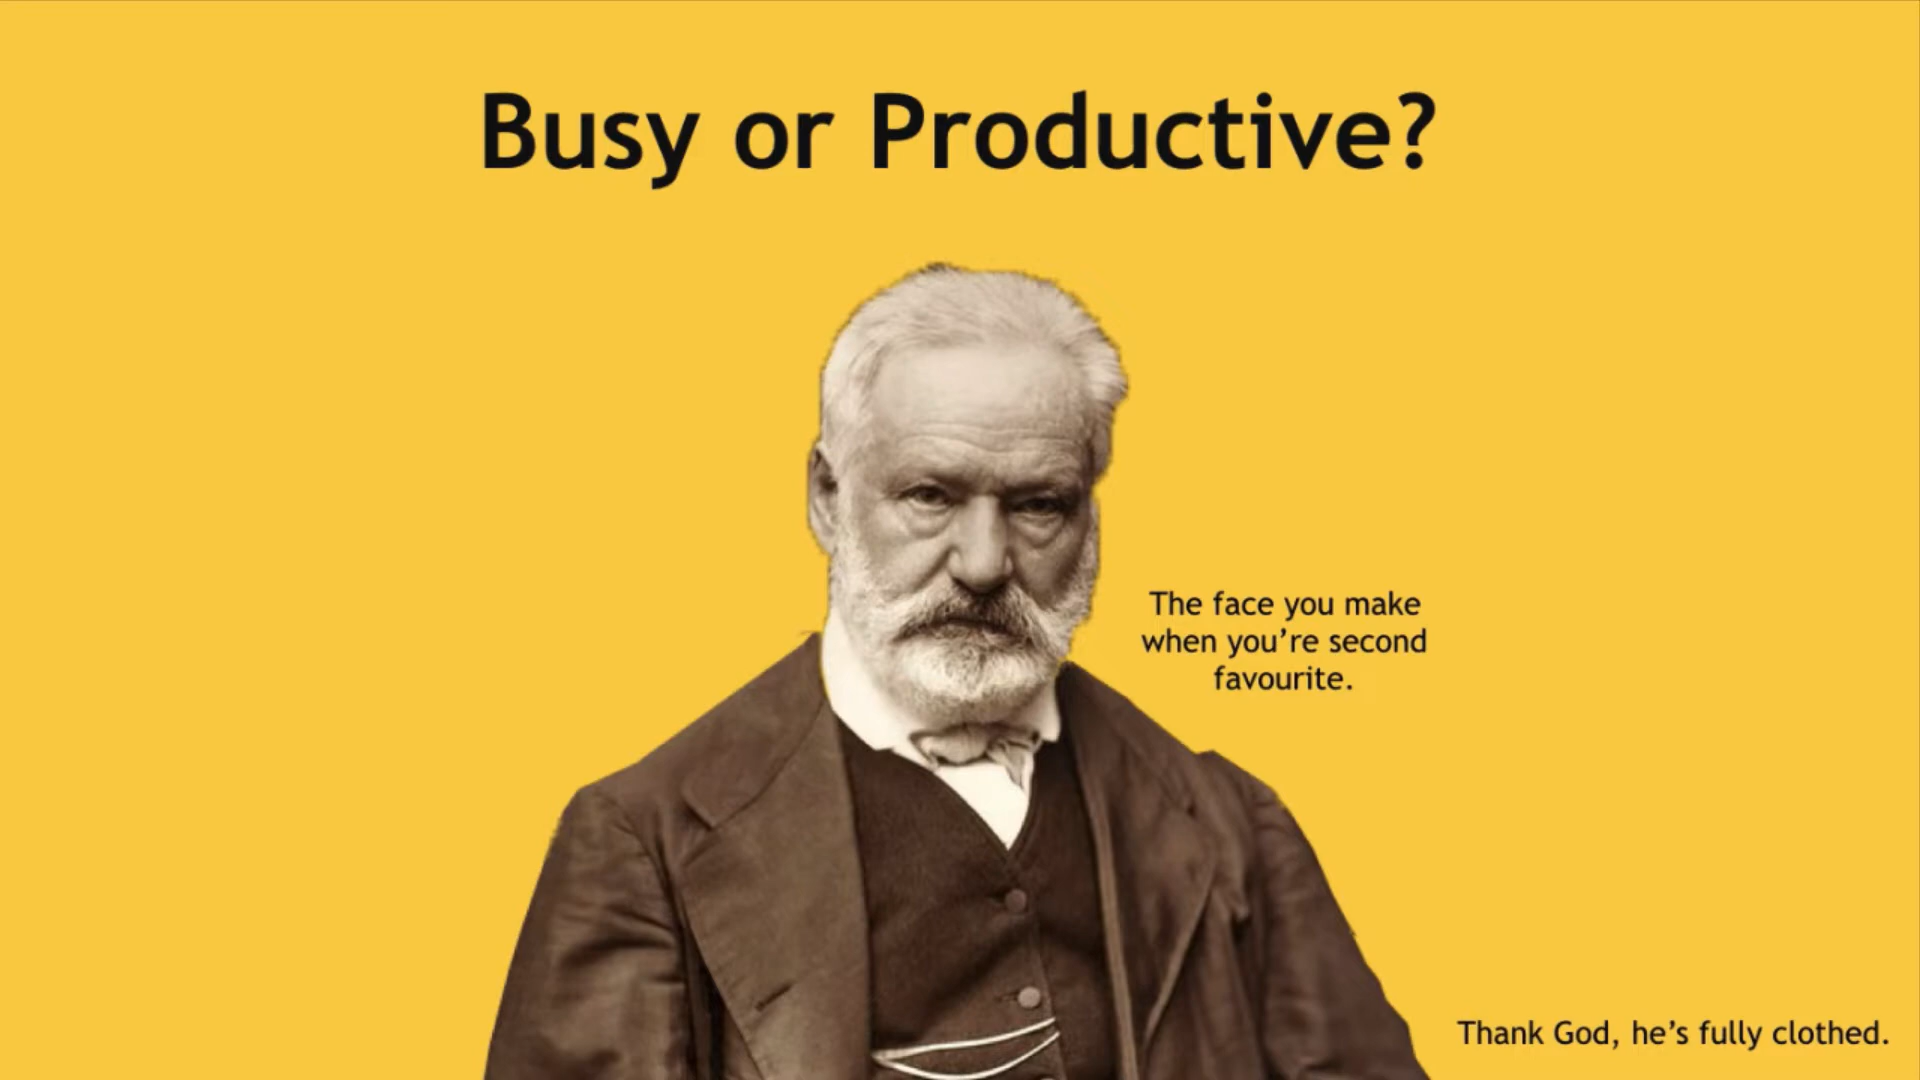 Busy or Productive?
The face you make
when you’re second
favourite.
Thank God, he’s fully clothed.